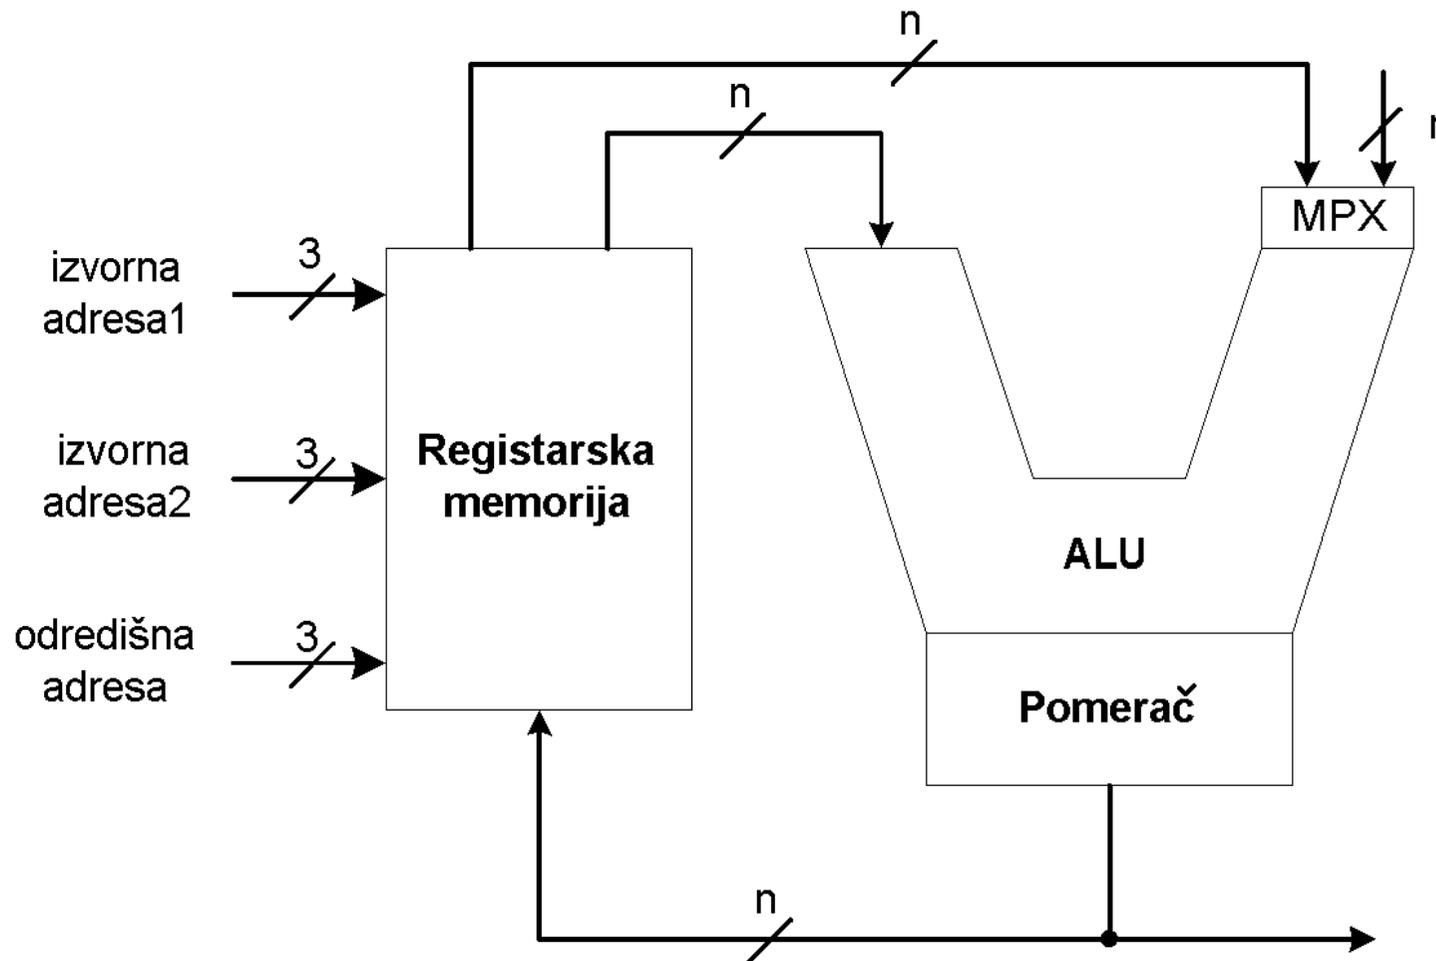 n
n
MPX
izvorna
adresa1
3
izvorna
adresa2
3
Registarska
memorija
ALU
odredišna
adresa
3
Pomerač
n